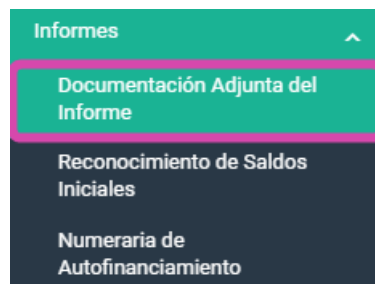 Informes
Documentación Adjunta del
Informe
Reconocimiento de Saldos
Iniciales
Numeraria de
Autofinanciamiento